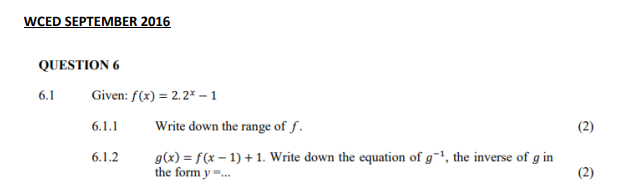 WCED SEPTEMBER 2016
QUESTION 6
6.1 Given: f(x) = 2.2ˣ – 1
6.1.1 Write down the range of f. (2)
6.1.2 g(x) = f(x – 1) + 1. Write down the equation of g⁻¹, the inverse of g in
the form y =... (2)